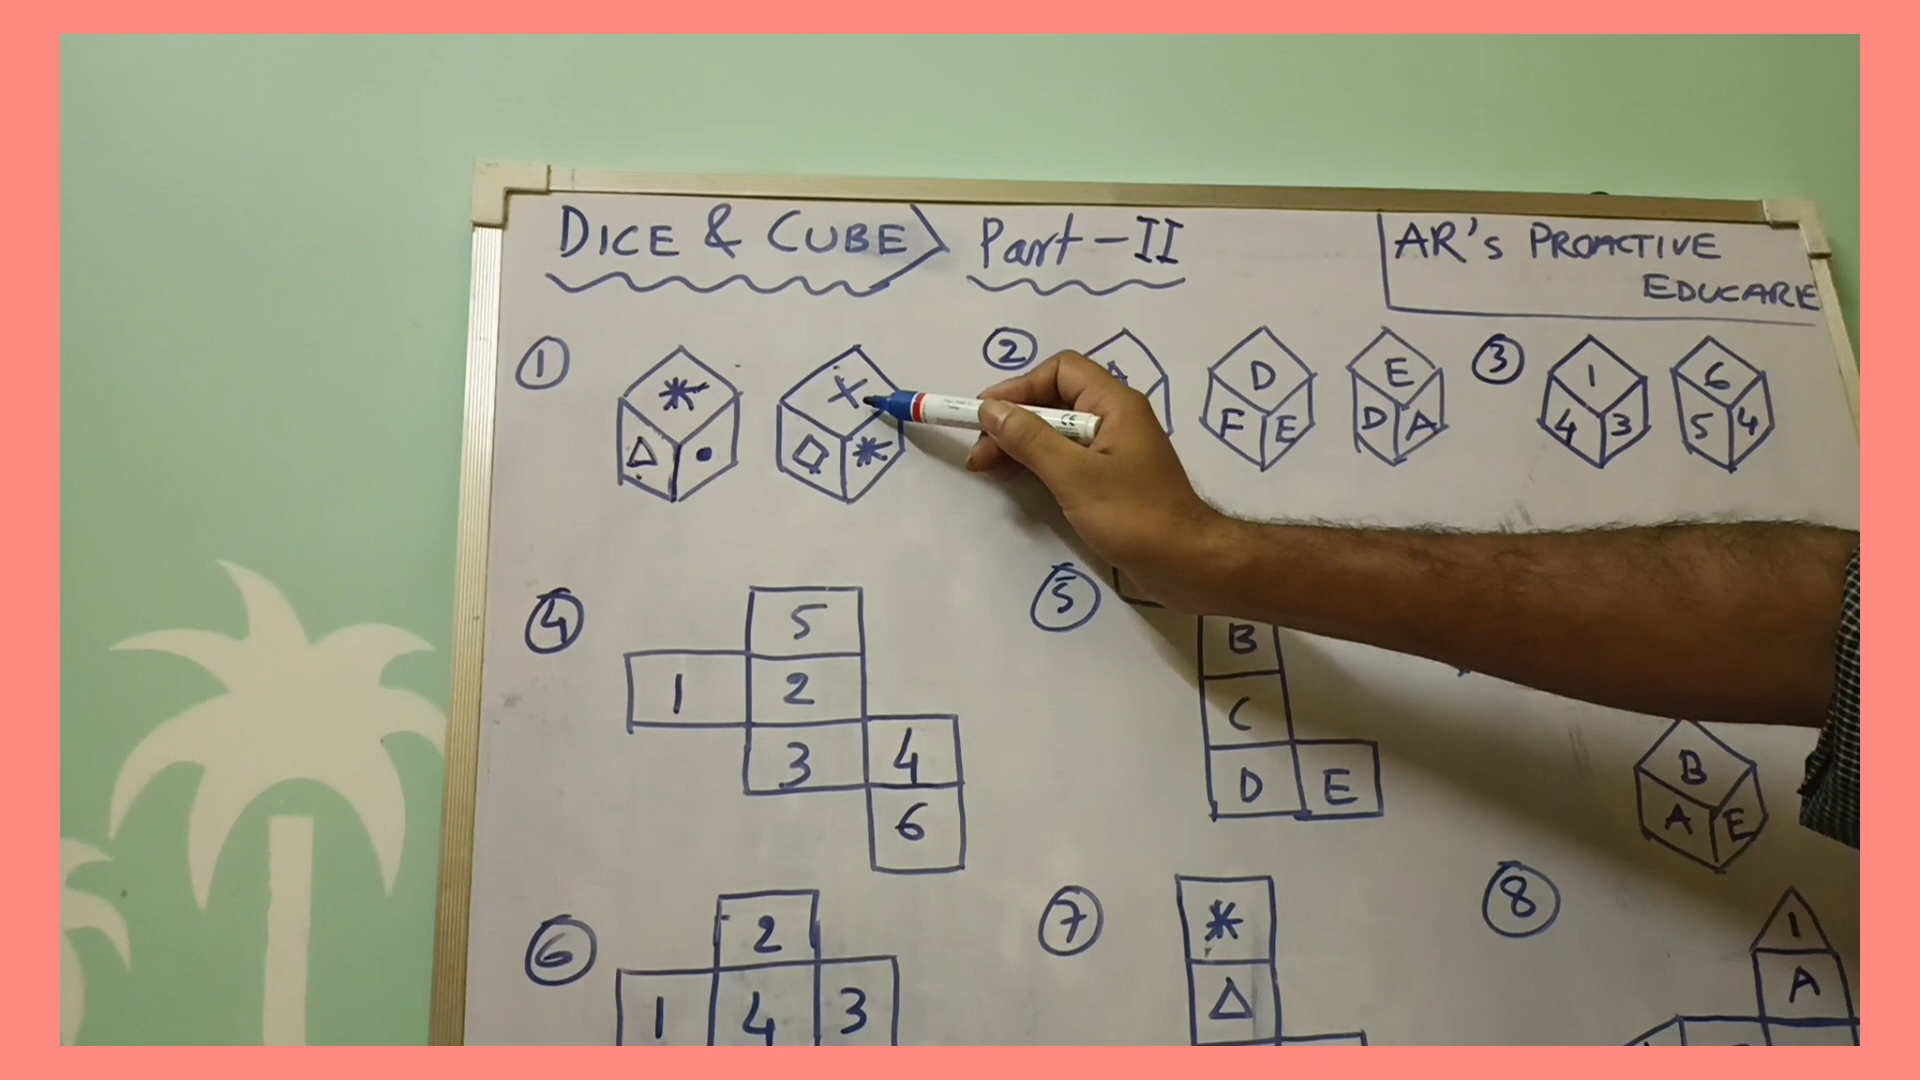 DICE & CUBE Part-II
AR's PROACTIVE
EDUCARE
1
*
△ •
X
◇ *
2
D
F E
E
D A
3
1
4 3
6
5 4
4
5
1 2
3 4
6
5
B
C
D E
B
A E
6
2
1 4 3
7
*
△
8
1
A